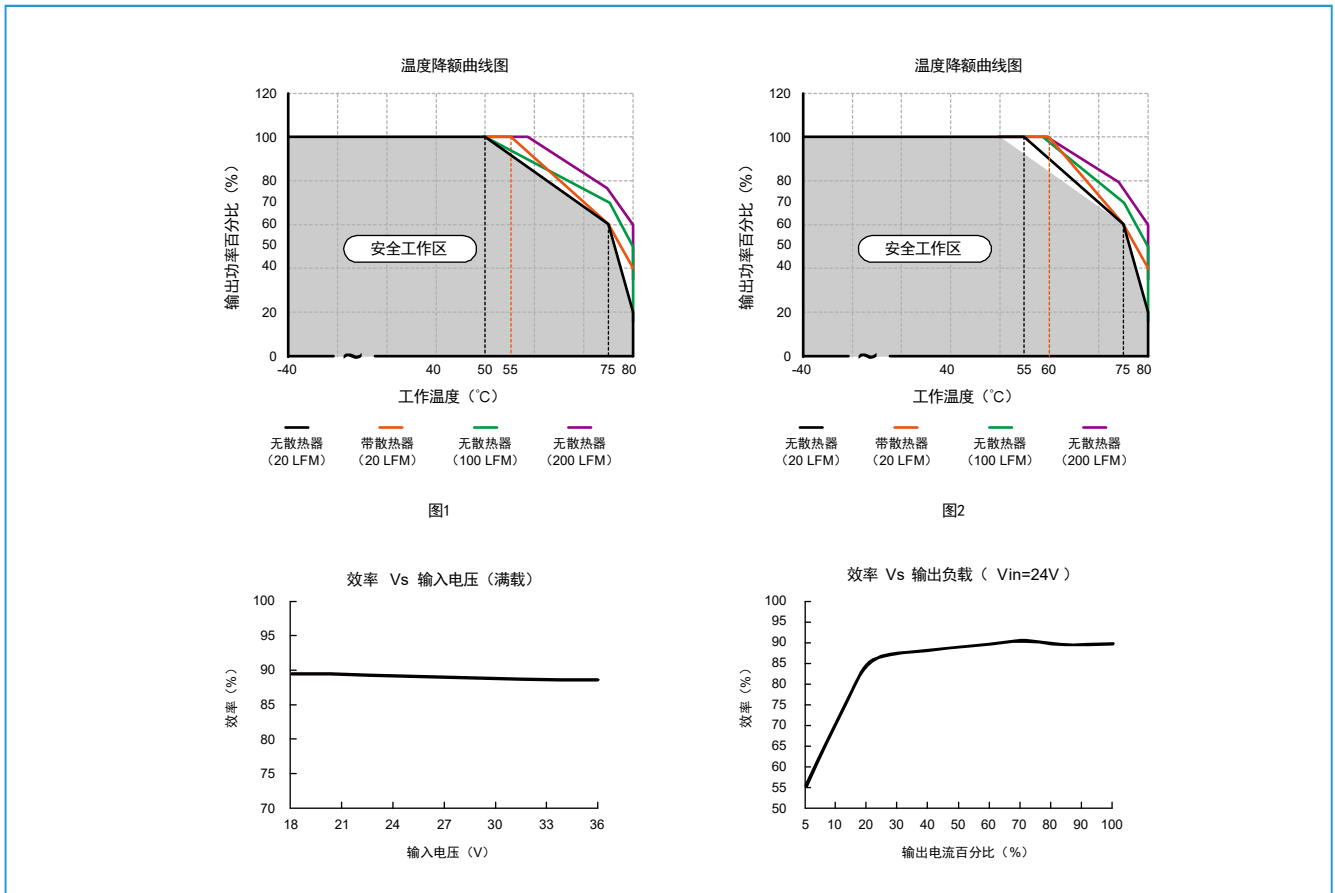 温度降额曲线图
120
100
80
70
60
50
40
20
0
输出功率百分比（%）
安全工作区
-40 40 50 55 75 80
工作温度（℃）
无散热器 带散热器 无散热器 无散热器
（20 LFM） （20 LFM） （100 LFM） （200 LFM）
图1
温度降额曲线图
120
100
80
70
60
50
40
20
0
输出功率百分比（%）
安全工作区
-40 40 55 60 75 80
工作温度（℃）
无散热器 带散热器 无散热器 无散热器
（20 LFM） （20 LFM） （100 LFM） （200 LFM）
图2
效率 Vs 输入电压（满载）
100
95
90
85
80
75
70
效率（%）
18 21 24 27 30 33 36
输入电压（V）
效率 Vs 输出负载（ Vin=24V ）
100
95
90
85
80
75
70
65
60
55
50
效率（%）
5 10 20 30 40 50 60 70 80 90 100
输出电流百分比（%）